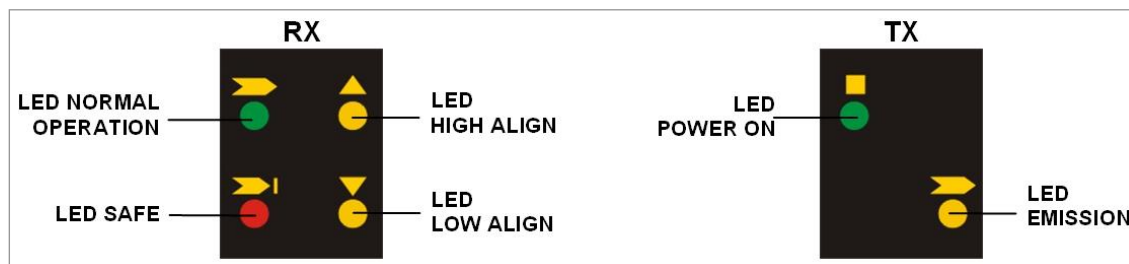 RX
LED NORMAL
OPERATION
LED
HIGH ALIGN
LED SAFE
LED
LOW ALIGN
TX
LED
POWER ON
LED
EMISSION